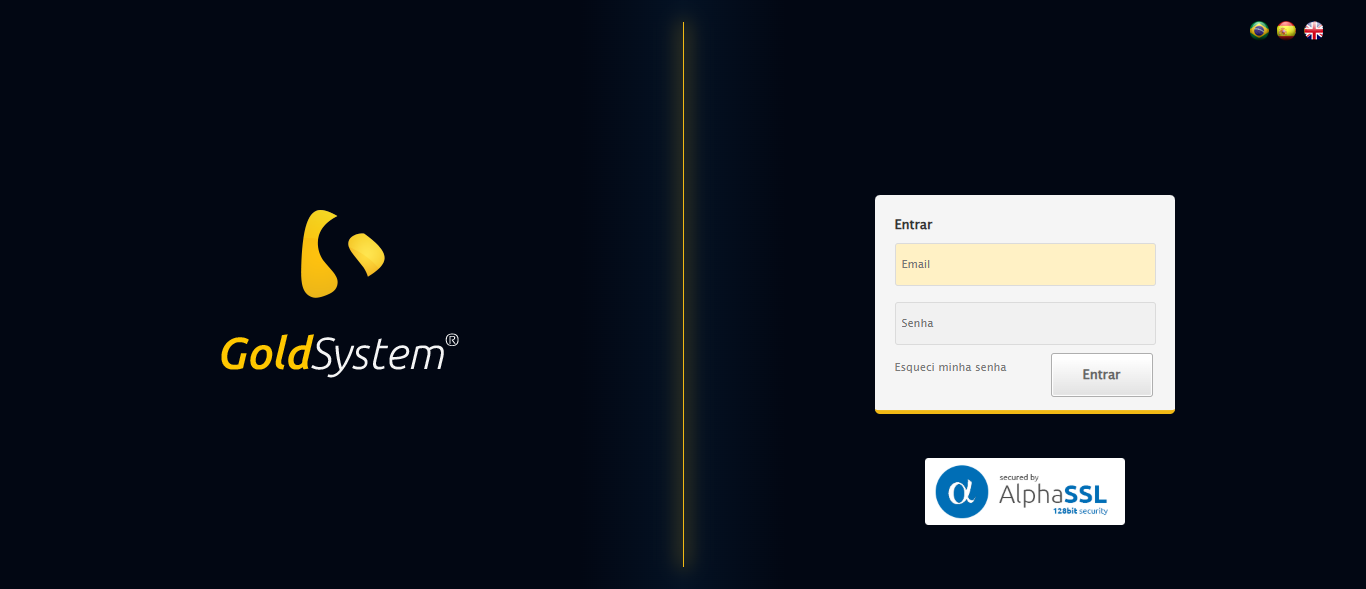 GoldSystem®
Entrar
Email
Senha
Esqueci minha senha
Entrar
α
secured by
AlphaSSL
128bit security